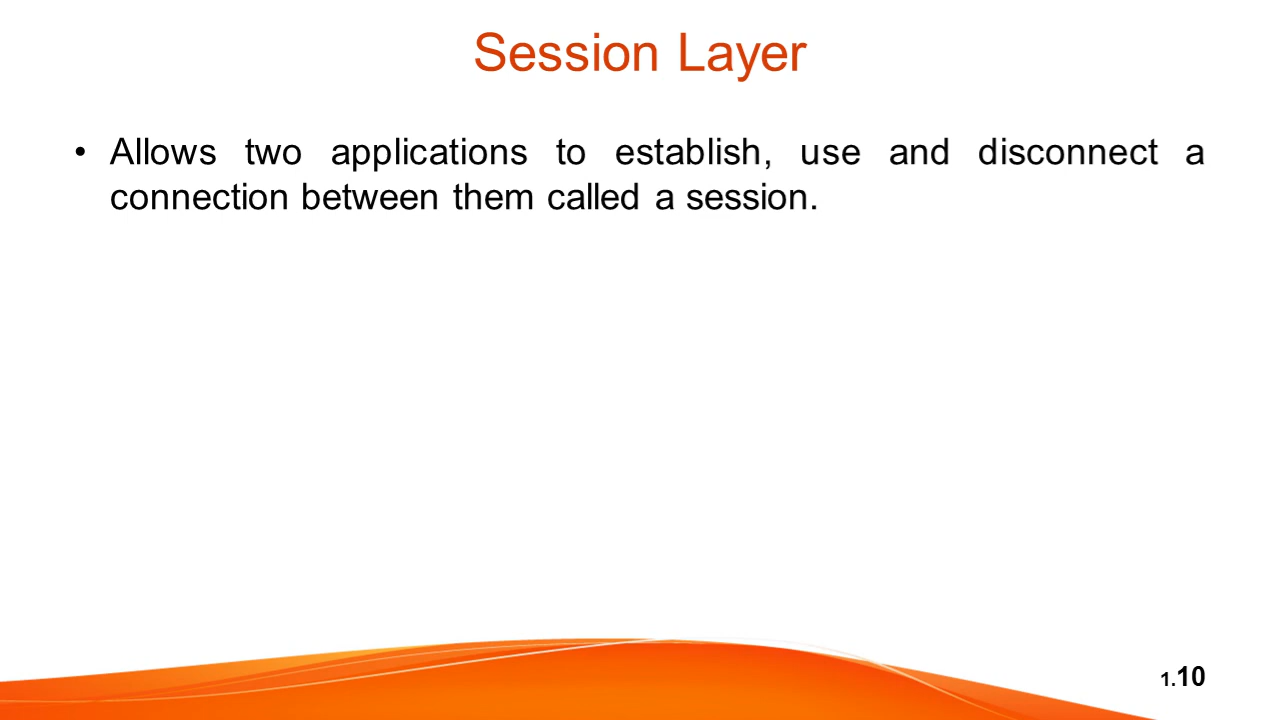 Session Layer
• Allows two applications to establish, use and disconnect a
connection between them called a session.
1.10